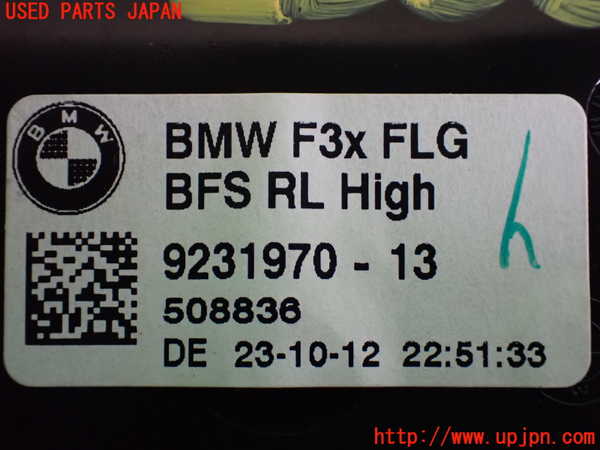 USED PARTS JAPAN
BMW
BMW F3x FLG
BFS RL High
9231970 - 13
508836
DE 23-10-12 22:51:33
h
http://www.upjpn.com/